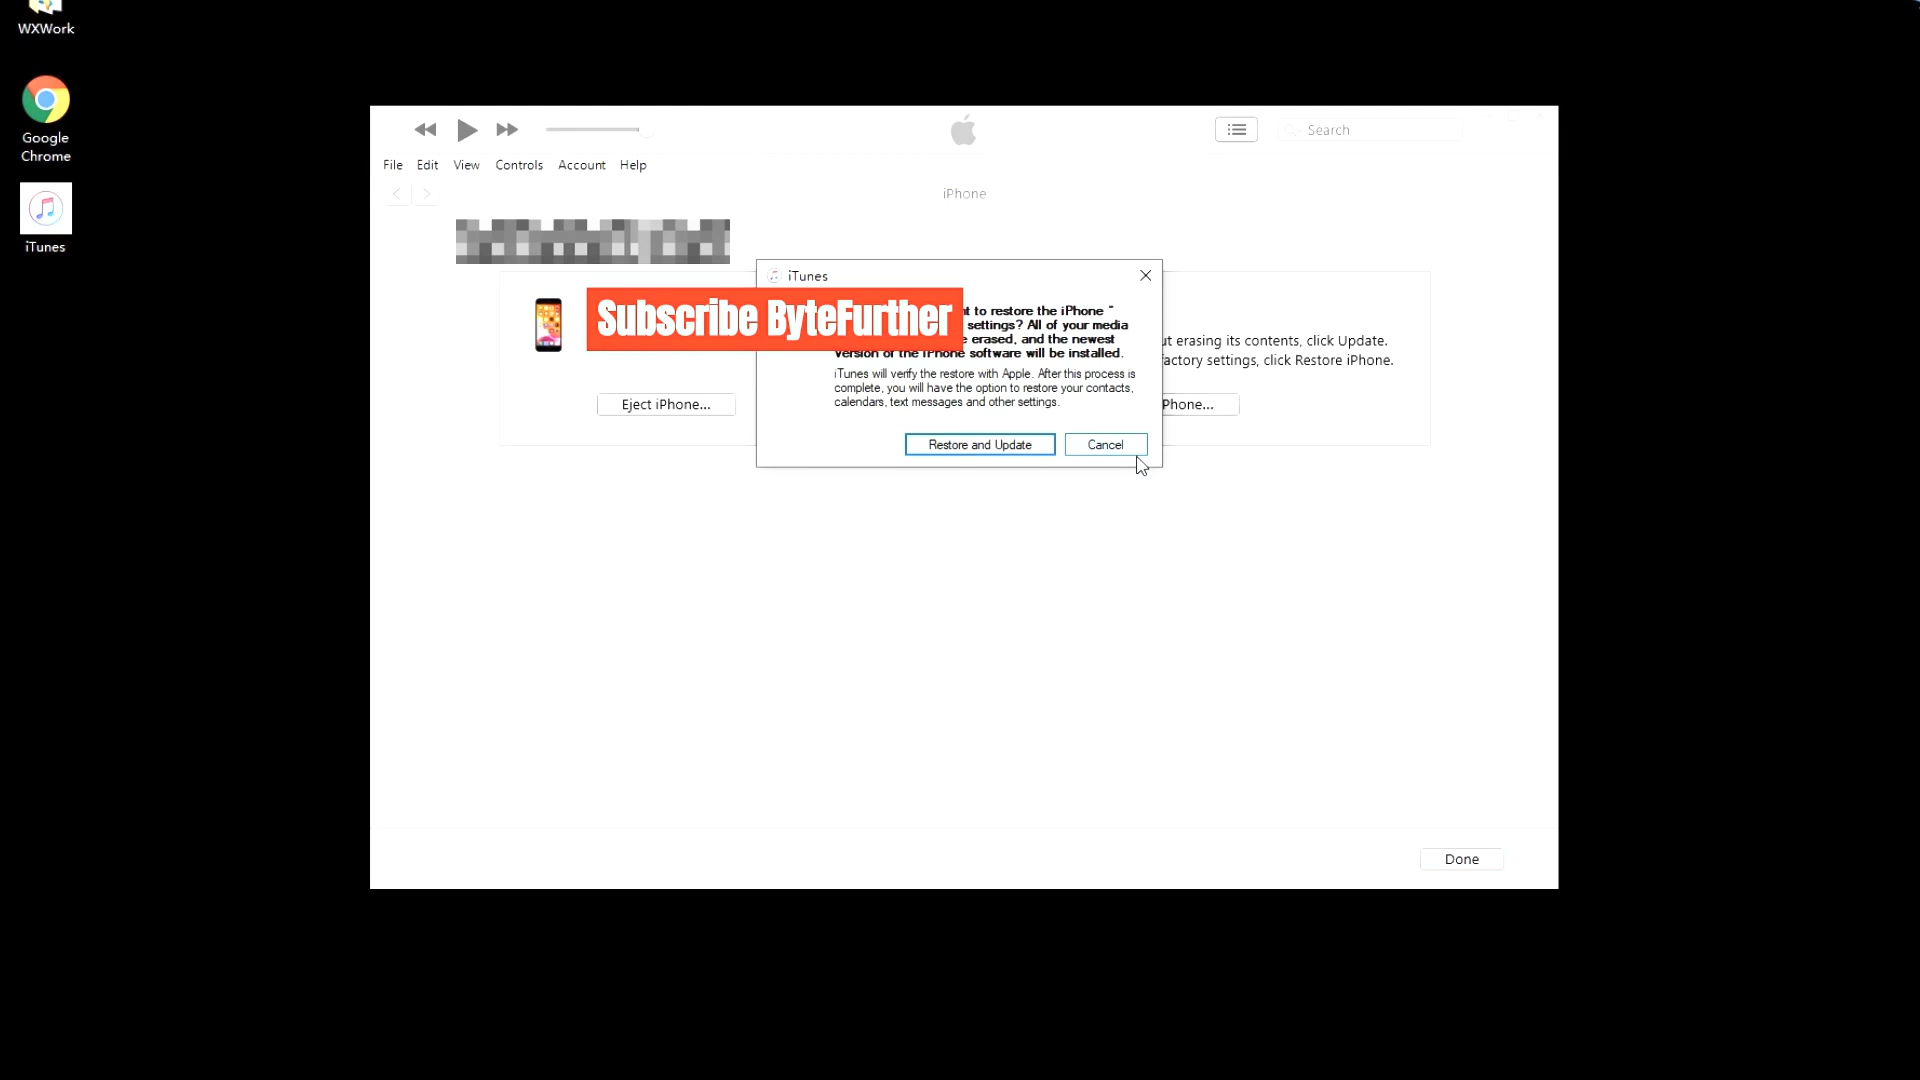 WXWork
Google
Chrome
iTunes
Search
File Edit View Controls Account Help
iPhone
iTunes
Subscribe ByteFurther
to restore the iPhone "
settings? All of your media
erased, and the newest
version of the iPhone software will be installed.
iTunes will verify the restore with Apple. After this process is
complete, you will have the option to restore your contacts,
calendars, text messages and other settings.
Restore and Update
Cancel
erasing its contents, click Update.
factory settings, click Restore iPhone.
Eject iPhone...
Phone...
Done